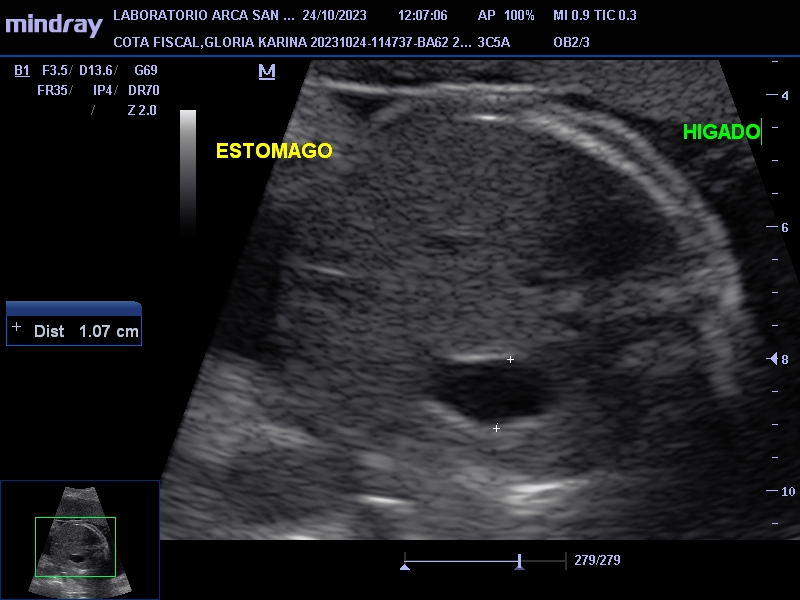 mindray
LABORATORIO ARCA SAN ... 24/10/2023 12:07:06 AP 100% MI 0.9 TIC 0.3
COTA FISCAL,GLORIA KARINA 20231024-114737-BA62 2... 3C5A OB2/3
B1 F3.5/ D13.6/ G69
FR35/ IP4/ DR70
/ Z 2.0
M
4
HIGADO
ESTOMAGO
6
+ Dist 1.07 cm
8
10
279/279